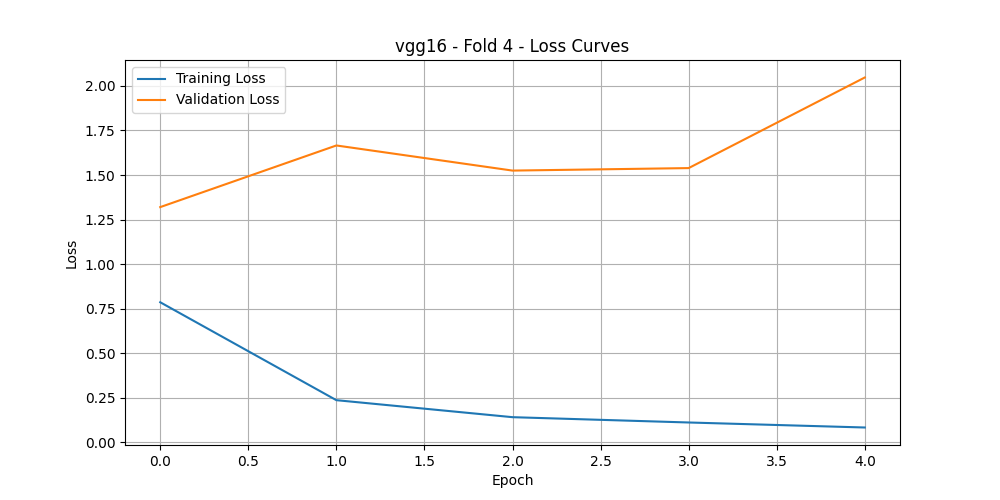 vgg16 - Fold 4 - Loss Curves
Training Loss
Validation Loss
2.00
1.75
1.50
1.25
1.00
0.75
0.50
0.25
0.00
Loss
0.0 0.5 1.0 1.5 2.0 2.5 3.0 3.5 4.0
Epoch